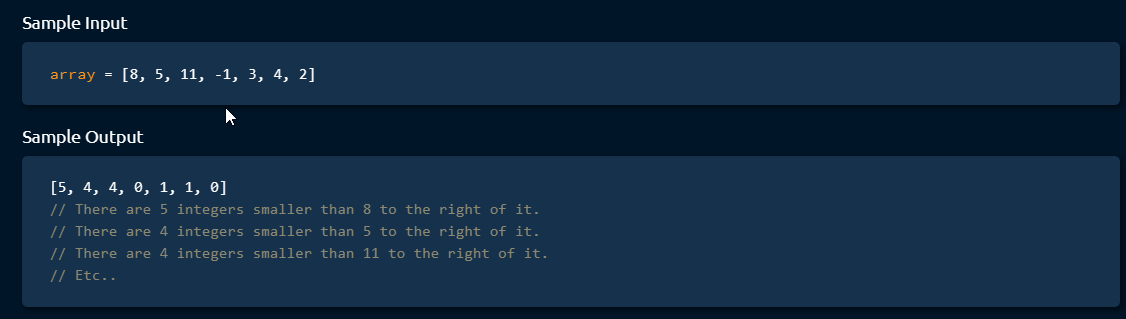 Sample Input
array = [8, 5, 11, -1, 3, 4, 2]
Sample Output
[5, 4, 4, 0, 1, 1, 0]
// There are 5 integers smaller than 8 to the right of it.
// There are 4 integers smaller than 5 to the right of it.
// There are 4 integers smaller than 11 to the right of it.
// Etc..